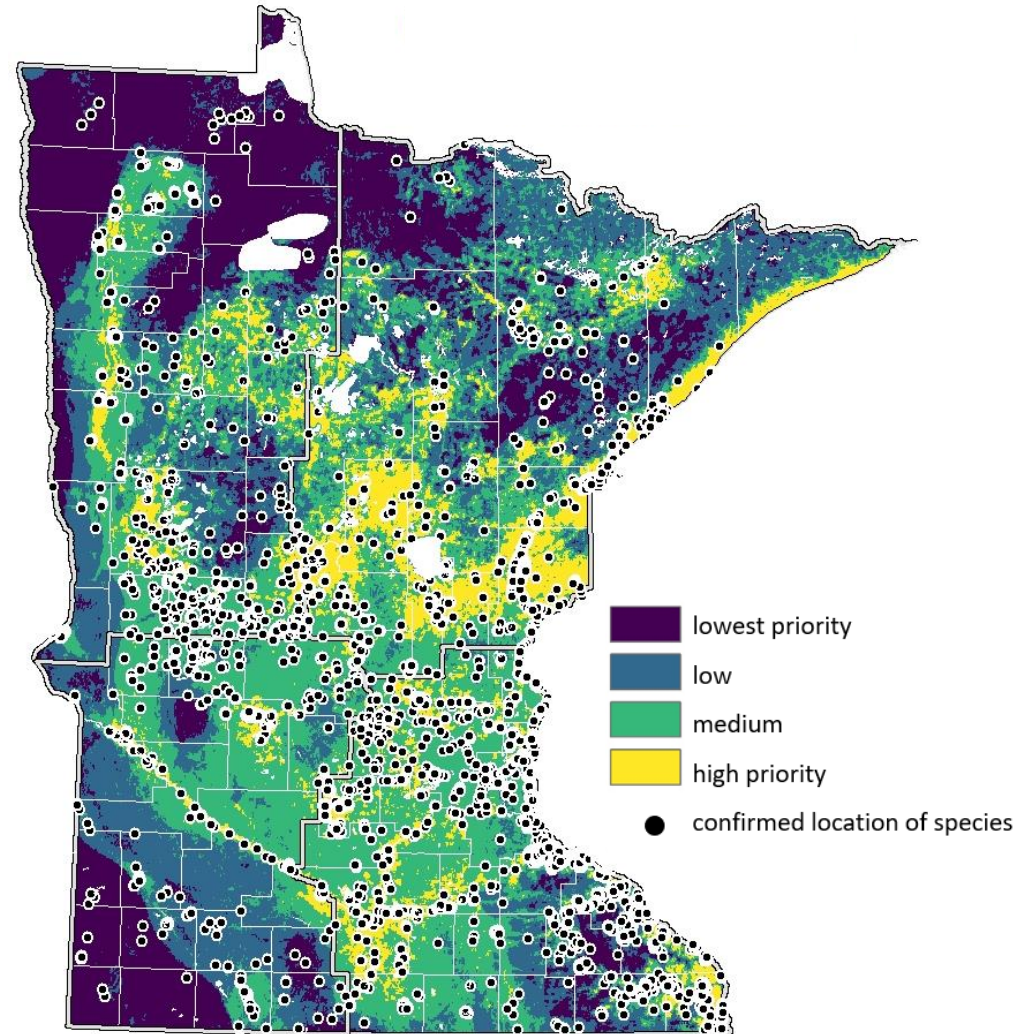 lowest priority
low
medium
high priority
confirmed location of species